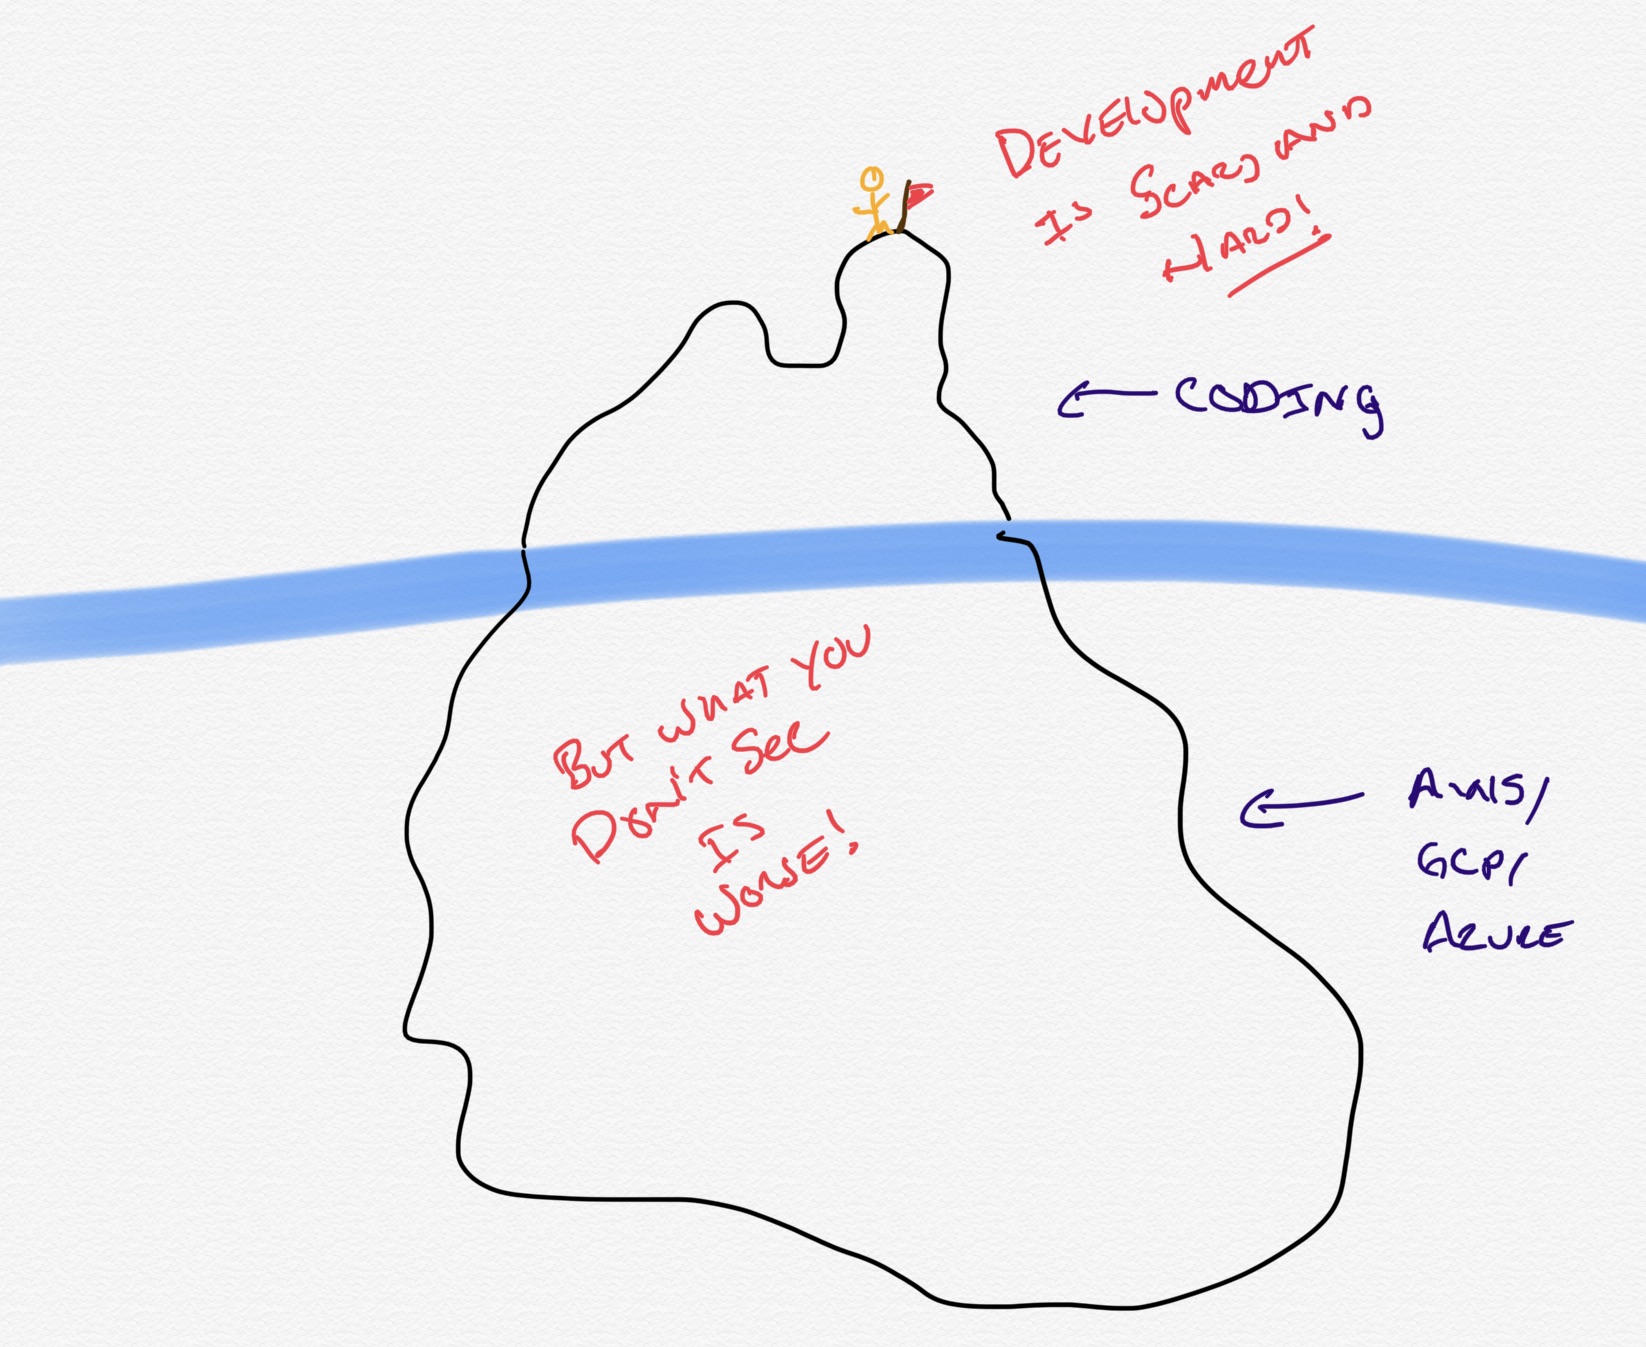 DEVELOPMENT
IS SCARY AND
HARD!
CODING
BUT WHAT YOU
DON'T SEE
IS
WORSE!
AWS/
GCP/
AZURE